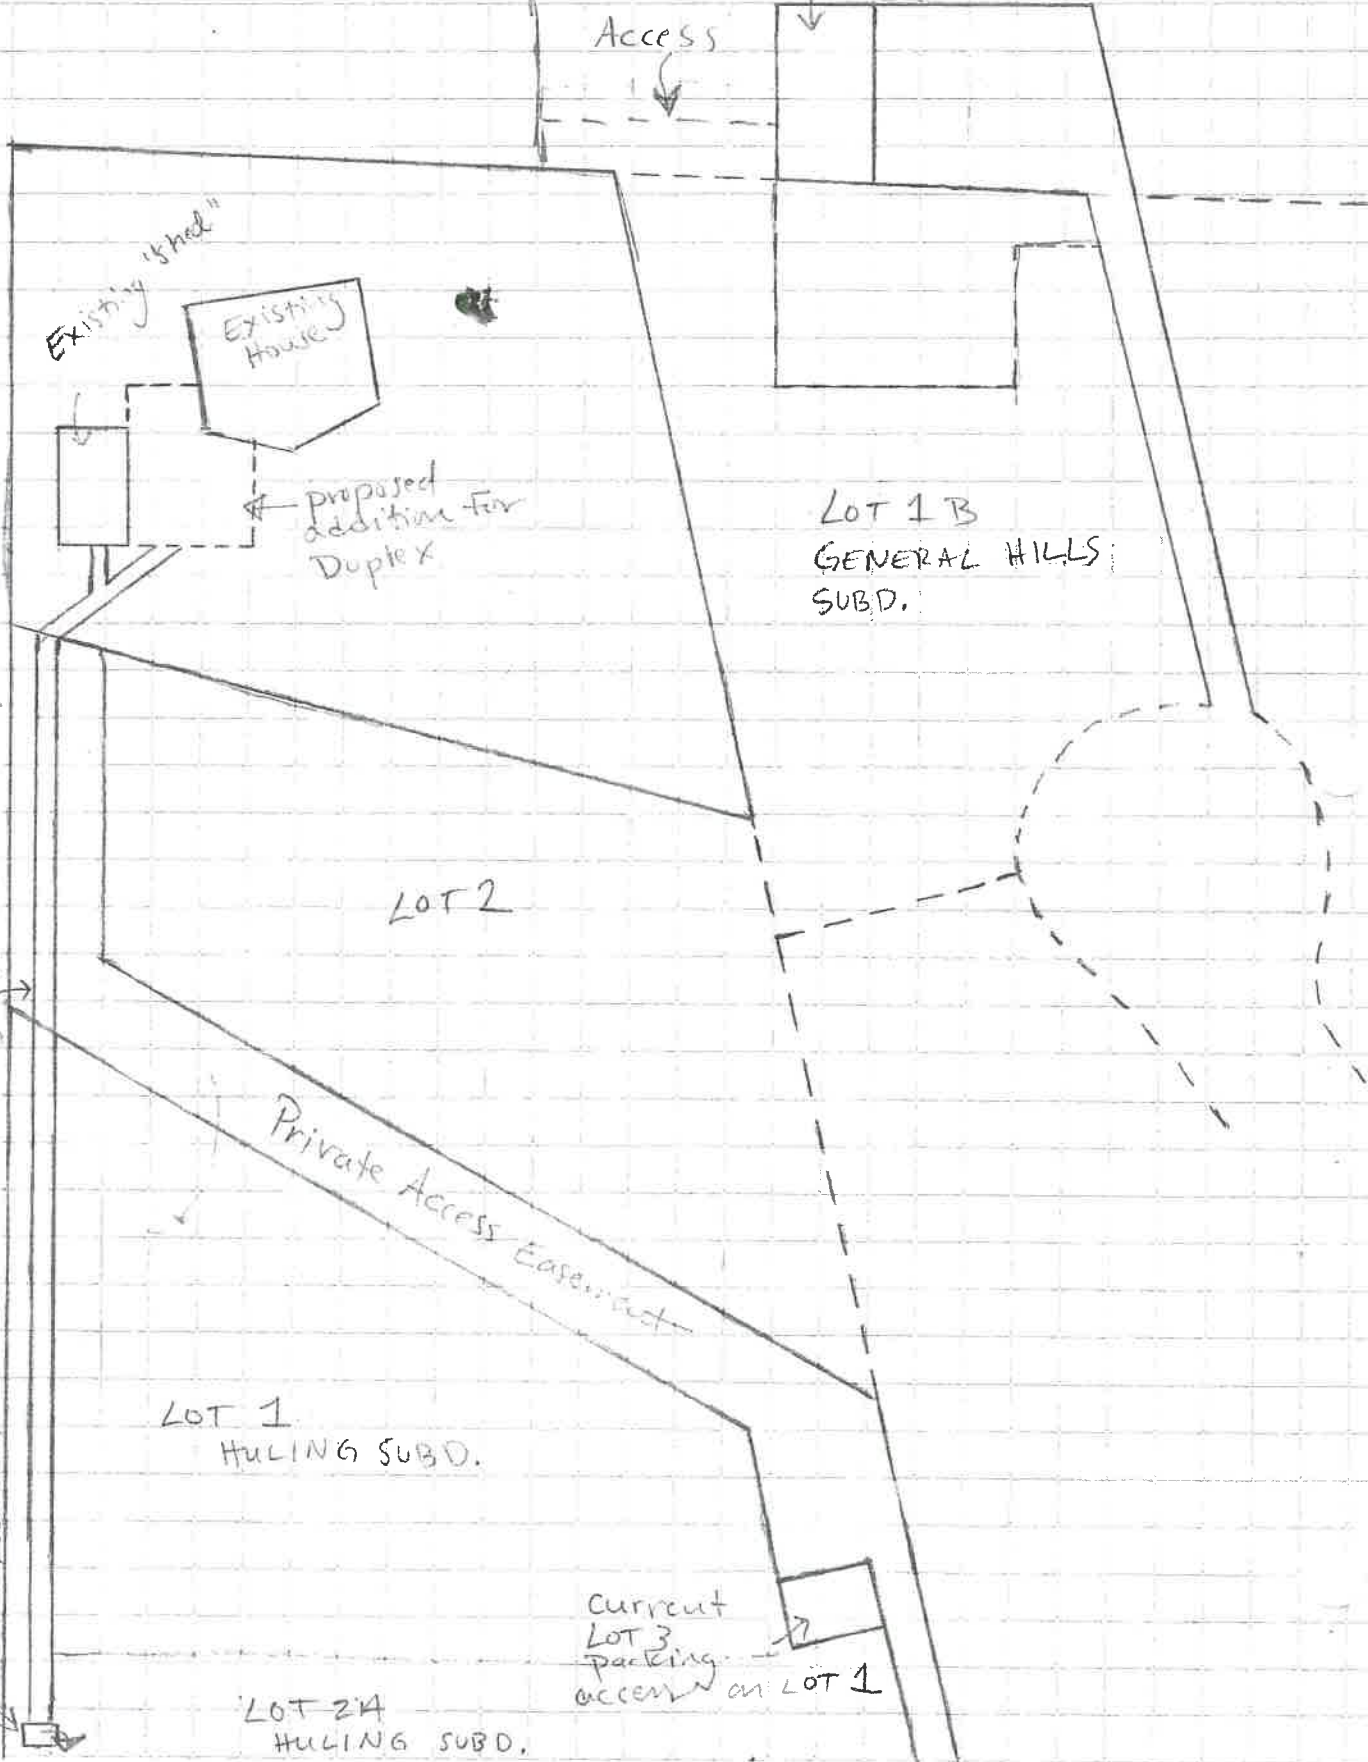 Access
Existing "shed"
Existing
House
proposed
addition for
Duplex
LOT 1 B
GENERAL HILLS
SUBD.
LOT 2
Private Access Easement
LOT 1
HULING SUBD.
Current
LOT 3
parking
access on LOT 1
LOT 2A
HULING SUBD.